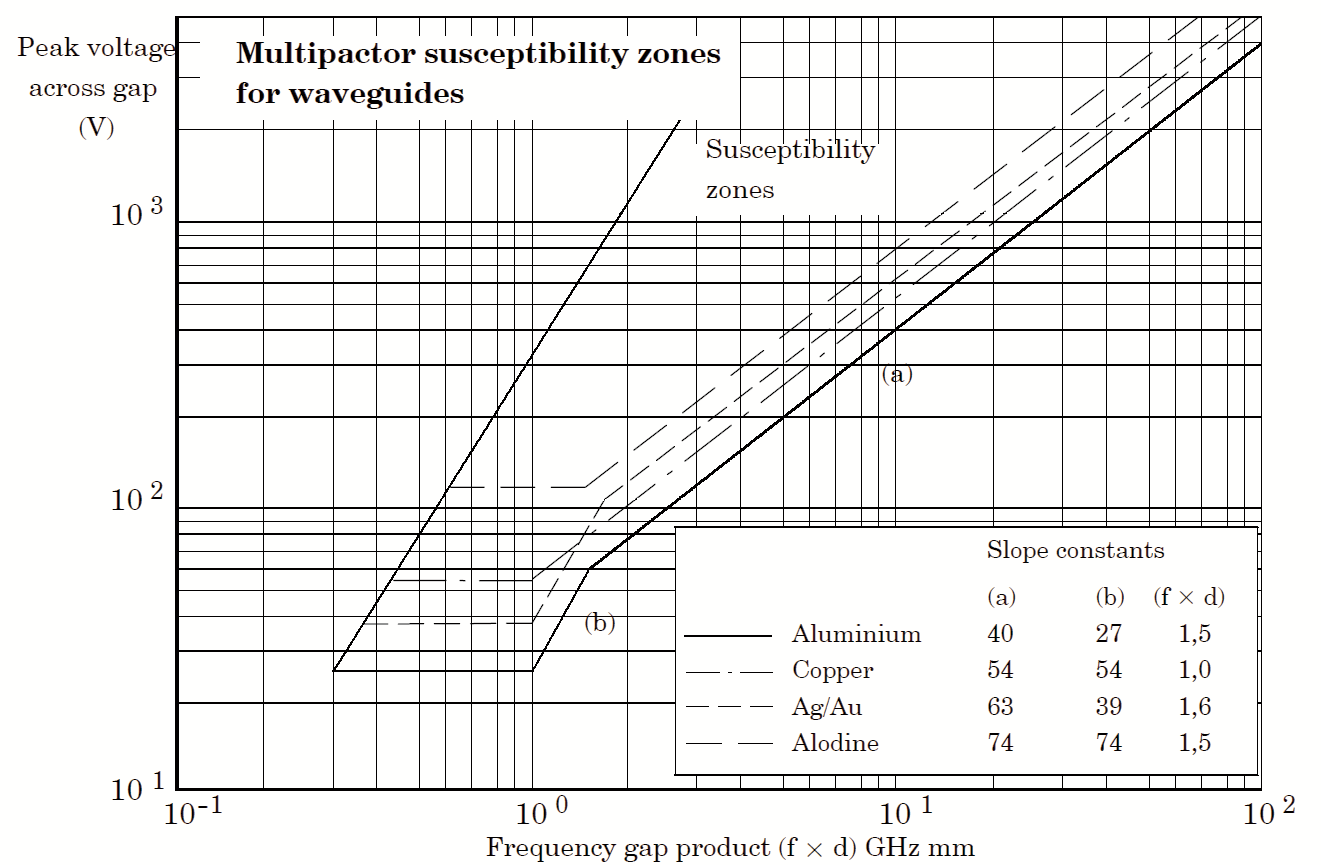 Peak voltage
across gap
(V)
Multipactor susceptibility zones
for waveguides
Susceptibility
zones
10 3
10 2
10 1
(a)
(b)
Slope constants
(a) (b) (f × d)
Aluminium 40 27 1,5
Copper 54 54 1,0
Ag/Au 63 39 1,6
Alodine 74 74 1,5
10 -1 10 0 10 1 10 2
Frequency gap product (f × d) GHz mm